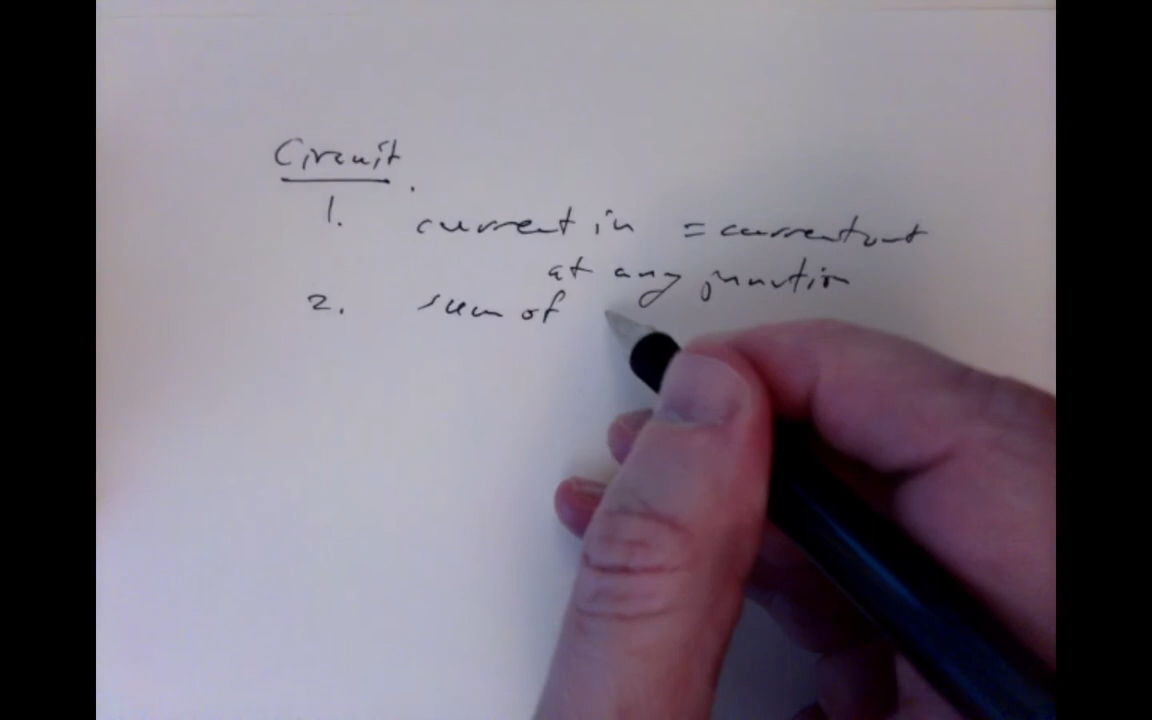 Circuit
1. current in = current out
at any junction
2. sum of